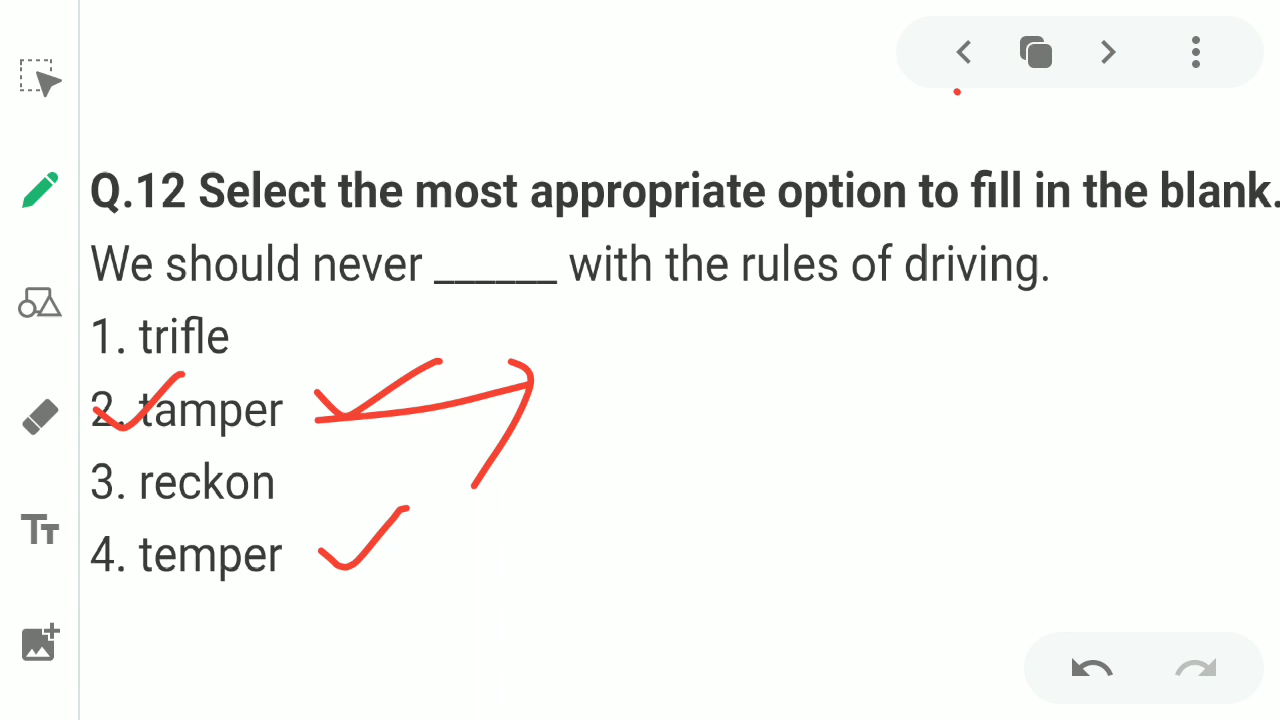 Q.12 Select the most appropriate option to fill in the blank.
We should never ______ with the rules of driving.
1. trifle
2. tamper
3. reckon
4. temper